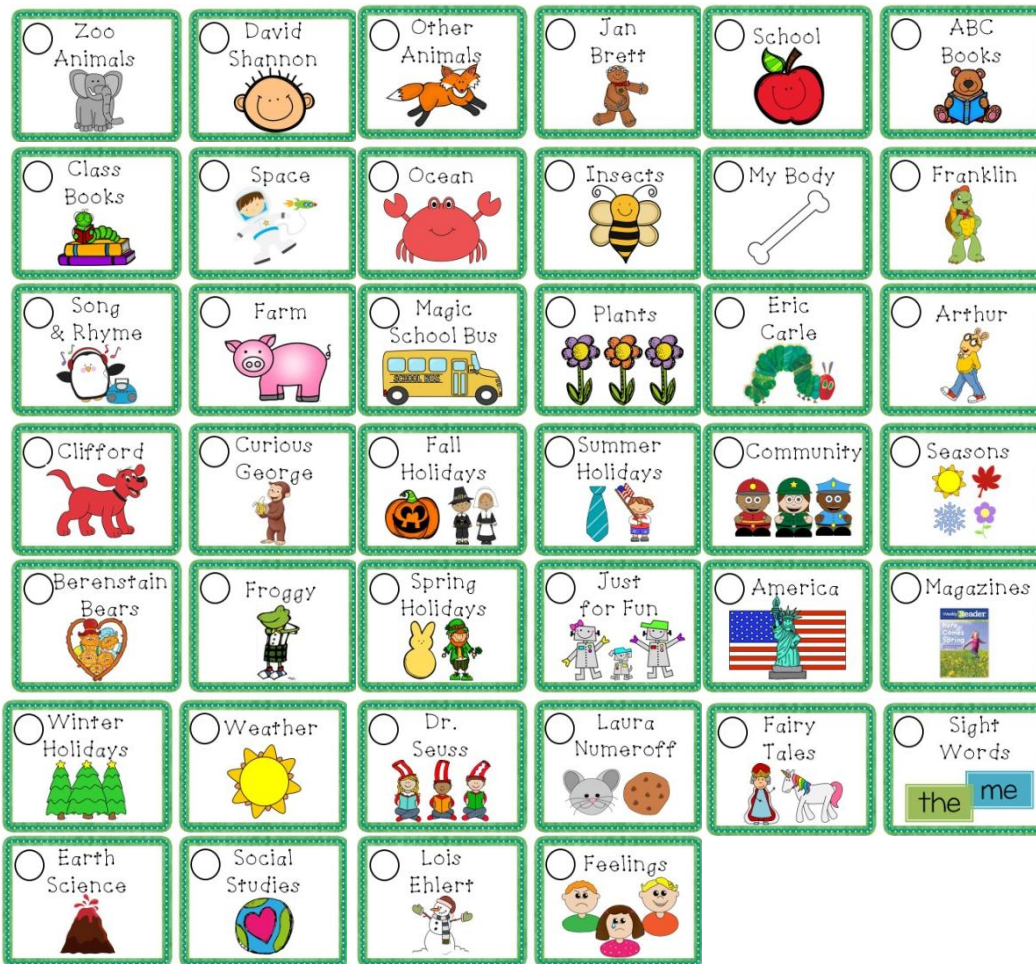 Zoo
Animals
David
Shannon
Other
Animals
Jan
Brett
School
ABC
Books
Class
Books
Space
Ocean
Insects
My Body
Franklin
Song
& Rhyme
Farm
Magic
School Bus
SCHOOL BUS
Plants
Eric
Carle
Arthur
Clifford
Curious
George
Fall
Holidays
Summer
Holidays
Community
Seasons
Berenstain
Bears
Froggy
Spring
Holidays
Just
for Fun
America
Magazines
Reader
Here
Comes
Spring
Winter
Holidays
Weather
Dr.
Seuss
Laura
Numeroff
Fairy
Tales
Sight
Words
the
me
Earth
Science
Social
Studies
Lois
Ehlert
Feelings